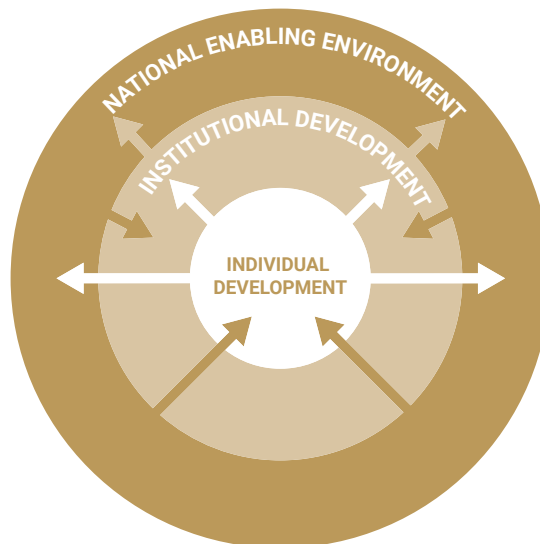 NATIONAL ENABLING ENVIRONMENT
INSTITUTIONAL DEVELOPMENT
INDIVIDUAL
DEVELOPMENT